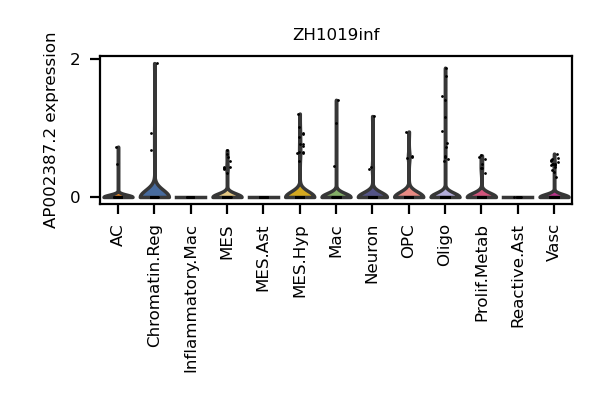 ZH1019inf
AP002387.2 expression
2
0
AC
Chromatin.Reg
Inflammatory.Mac
MES
MES.Ast
MES.Hyp
Mac
Neuron
OPC
Oligo
Prolif.Metab
Reactive.Ast
Vasc